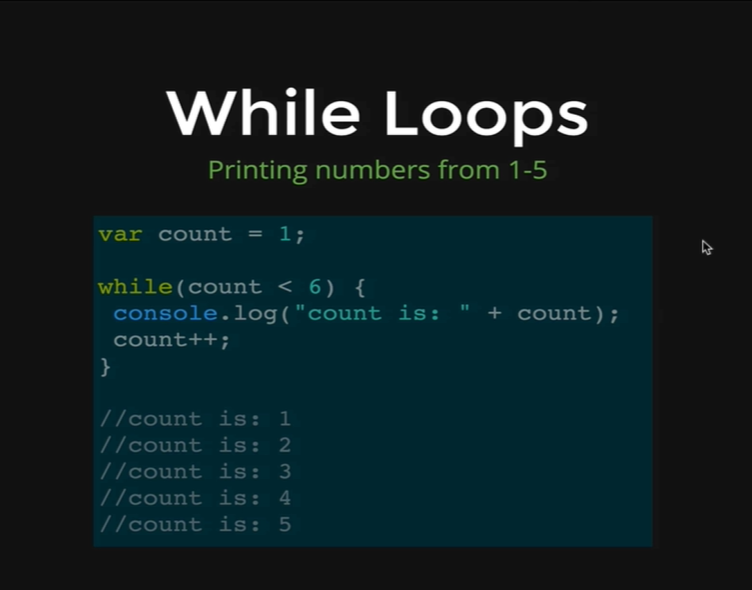 While Loops
Printing numbers from 1-5
var count = 1;
while(count < 6) {
 console.log("count is: " + count);
 count++;
}
//count is: 1
//count is: 2
//count is: 3
//count is: 4
//count is: 5